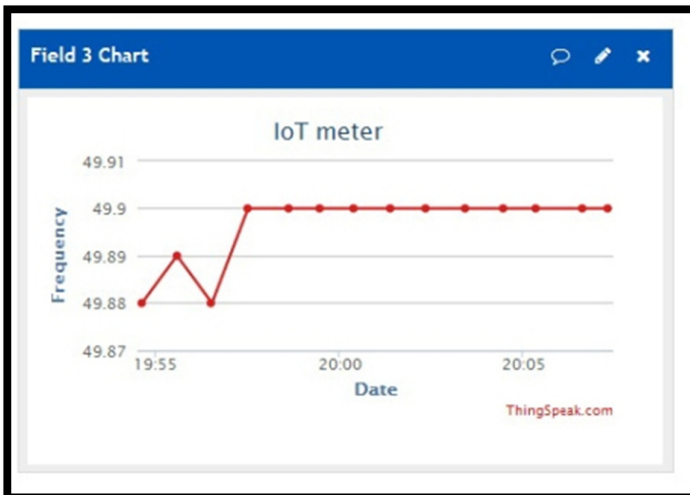 Field 3 Chart
IoT meter
49.91
49.9
49.89
49.88
49.87
Frequency
19:55 20:00 20:05
Date
ThingSpeak.com